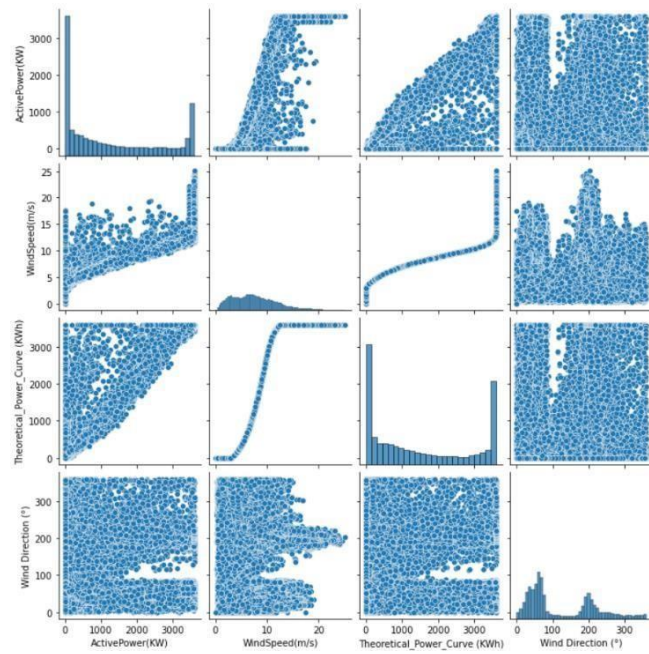 ActivePower(KW)
3000
2000
1000
0
WindSpeed(m/s)
25
20
15
10
5
0
Theoretical_Power_Curve (KWh)
3000
2000
1000
0
Wind Direction (°)
300
200
100
0
0 1000 2000 3000
ActivePower(KW)
0 10 20
WindSpeed(m/s)
0 1000 2000 3000
Theoretical_Power_Curve (KWh)
0 100 200 300
Wind Direction (°)